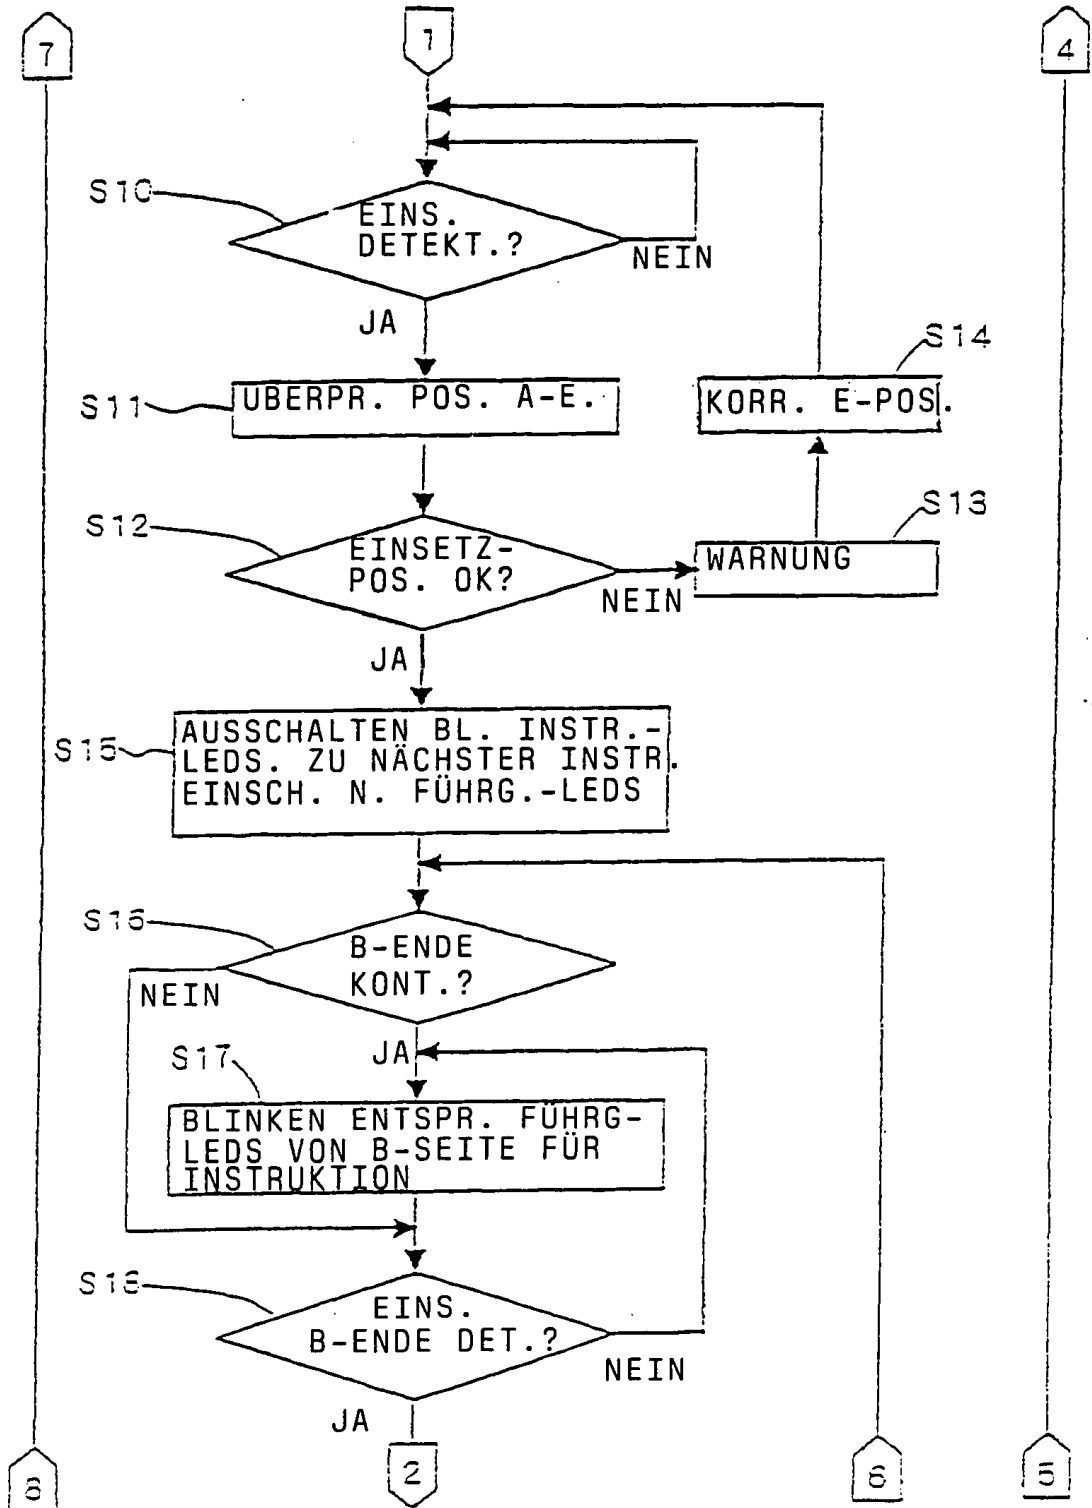 7
1
4
S10
EINS.
DETEKT.?
NEIN
JA
S14
S11
UBERPR. POS. A-E.
KORR. E-POS.
S12
EINSETZ-
POS. OK?
S13
WARNUNG
NEIN
JA
S15
AUSSCHALTEN BL. INSTR.-
LEDS. ZU NÄCHSTER INSTR.
EINSCH. N. FÜHRG.-LEDS
S16
B-ENDE
KONT.?
NEIN
JA
S17
BLINKEN ENTSPR. FÜHRG-
LEDS VON B-SEITE FÜR
INSTRUKTION
S18
EINS.
B-ENDE DET.?
NEIN
JA
8
2
6
5